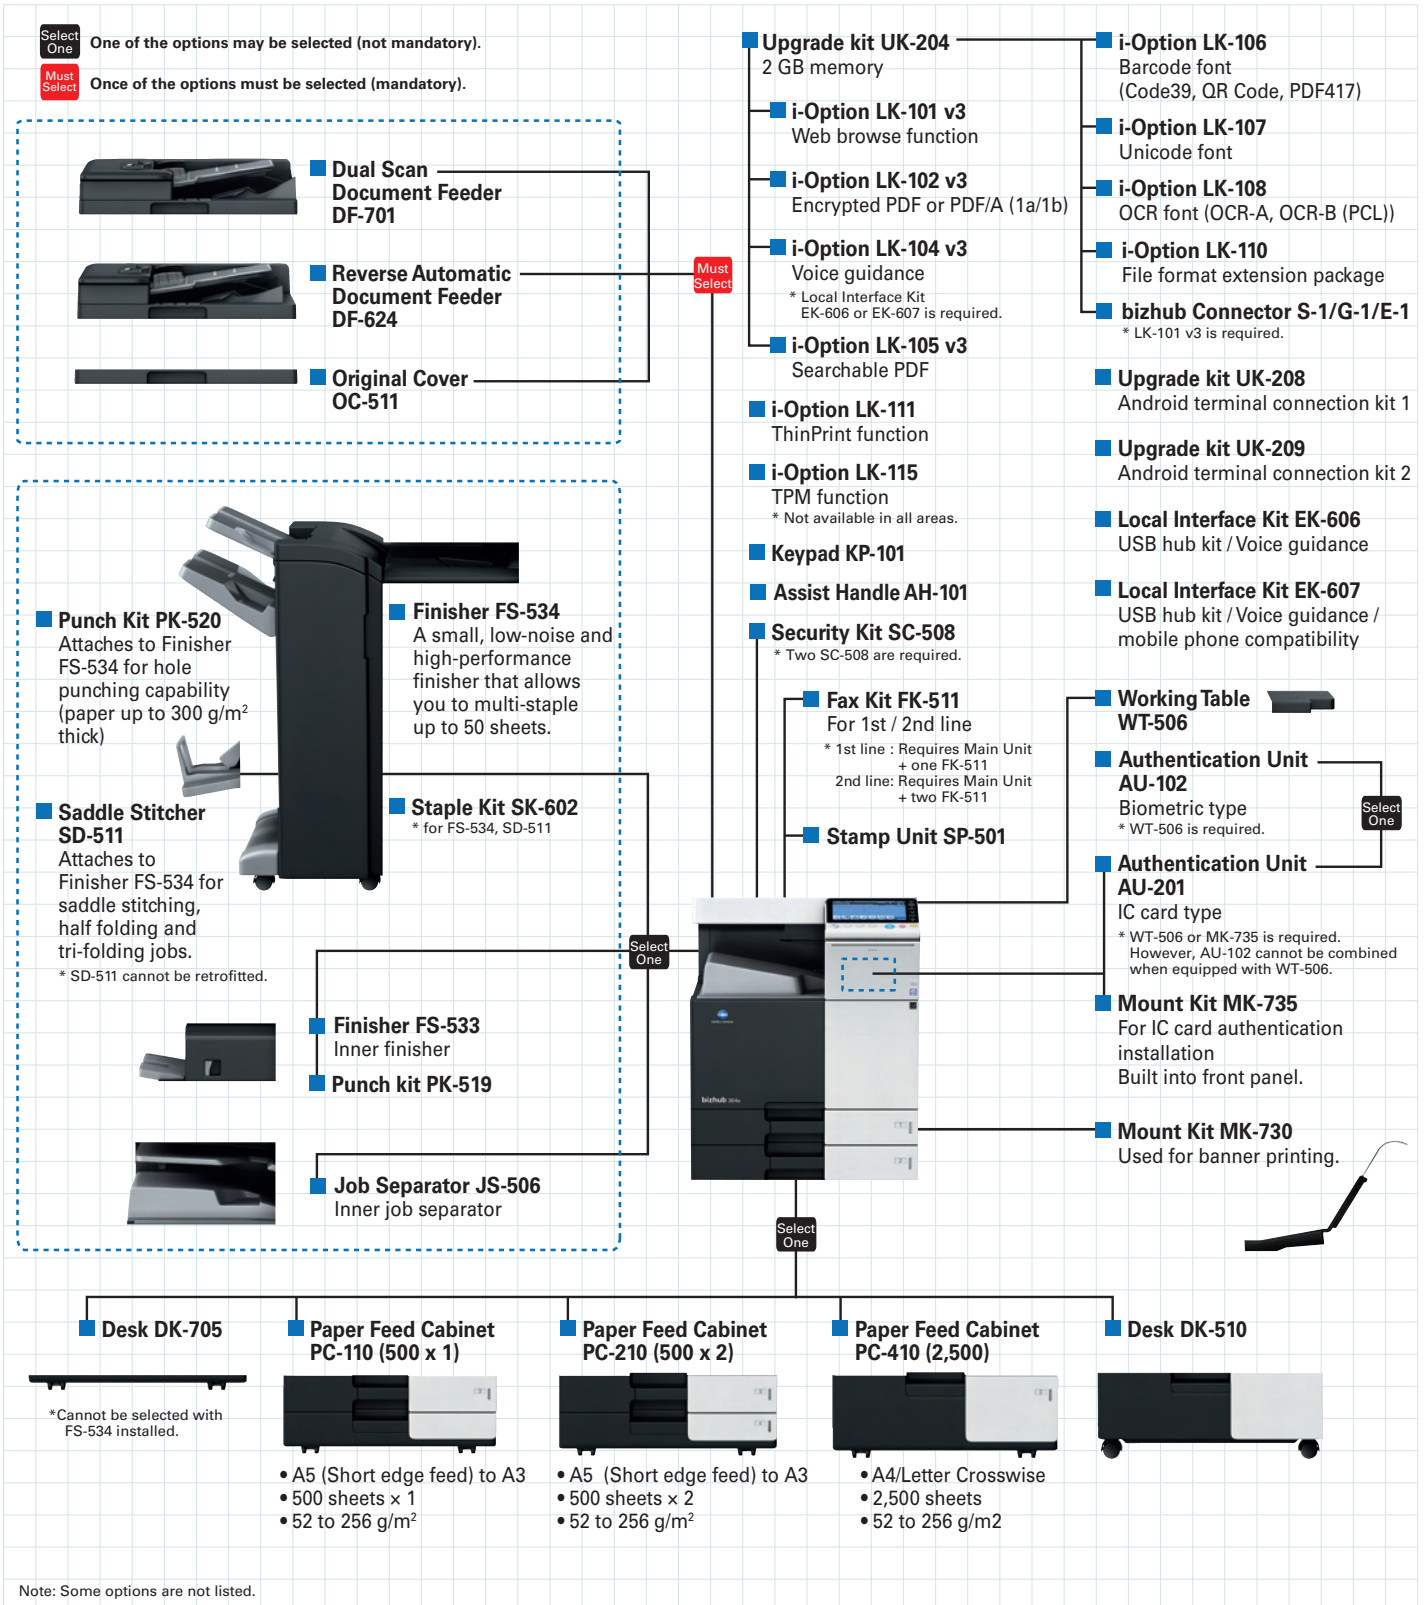 Select
One
One of the options may be selected (not mandatory).
Must
Select
Once of the options must be selected (mandatory).
Dual Scan
Document Feeder
DF-701
Reverse Automatic
Document Feeder
DF-624
Original Cover
OC-511
Must
Select
Upgrade kit UK-204
2 GB memory
i-Option LK-101 v3
Web browse function
i-Option LK-102 v3
Encrypted PDF or PDF/A (1a/1b)
i-Option LK-104 v3
Voice guidance
* Local Interface Kit
EK-606 or EK-607 is required.
i-Option LK-105 v3
Searchable PDF
i-Option LK-111
ThinPrint function
i-Option LK-115
TPM function
* Not available in all areas.
Keypad KP-101
Assist Handle AH-101
Security Kit SC-508
* Two SC-508 are required.
Fax Kit FK-511
For 1st / 2nd line
* 1st line : Requires Main Unit
+ one FK-511
2nd line: Requires Main Unit
+ two FK-511
Stamp Unit SP-501
i-Option LK-106
Barcode font
(Code39, QR Code, PDF417)
i-Option LK-107
Unicode font
i-Option LK-108
OCR font (OCR-A, OCR-B (PCL))
i-Option LK-110
File format extension package
bizhub Connector S-1/G-1/E-1
* LK-101 v3 is required.
Upgrade kit UK-208
Android terminal connection kit 1
Upgrade kit UK-209
Android terminal connection kit 2
Local Interface Kit EK-606
USB hub kit / Voice guidance
Local Interface Kit EK-607
USB hub kit / Voice guidance /
mobile phone compatibility
Working Table
WT-506
Authentication Unit
AU-102
Biometric type
* WT-506 is required.
Select
One
Authentication Unit
AU-201
IC card type
* WT-506 or MK-735 is required.
However, AU-102 cannot be combined
when equipped with WT-506.
Mount Kit MK-735
For IC card authentication
installation
Built into front panel.
Mount Kit MK-730
Used for banner printing.
Punch Kit PK-520
Attaches to Finisher
FS-534 for hole
punching capability
(paper up to 300 g/m²
thick)
Finisher FS-534
A small, low-noise and
high-performance
finisher that allows
you to multi-staple
up to 50 sheets.
Saddle Stitcher
SD-511
Attaches to
Finisher FS-534 for
saddle stitching,
half folding and
tri-folding jobs.
* SD-511 cannot be retrofitted.
Staple Kit SK-602
* for FS-534, SD-511
Select
One
Finisher FS-533
Inner finisher
Punch kit PK-519
Job Separator JS-506
Inner job separator
bizhub
Select
One
Desk DK-705
*Cannot be selected with
FS-534 installed.
Paper Feed Cabinet
PC-110 (500 x 1)
• A5 (Short edge feed) to A3
• 500 sheets × 1
• 52 to 256 g/m²
Paper Feed Cabinet
PC-210 (500 x 2)
• A5 (Short edge feed) to A3
• 500 sheets × 2
• 52 to 256 g/m²
Paper Feed Cabinet
PC-410 (2,500)
• A4/Letter Crosswise
• 2,500 sheets
• 52 to 256 g/m2
Desk DK-510
Note: Some options are not listed.